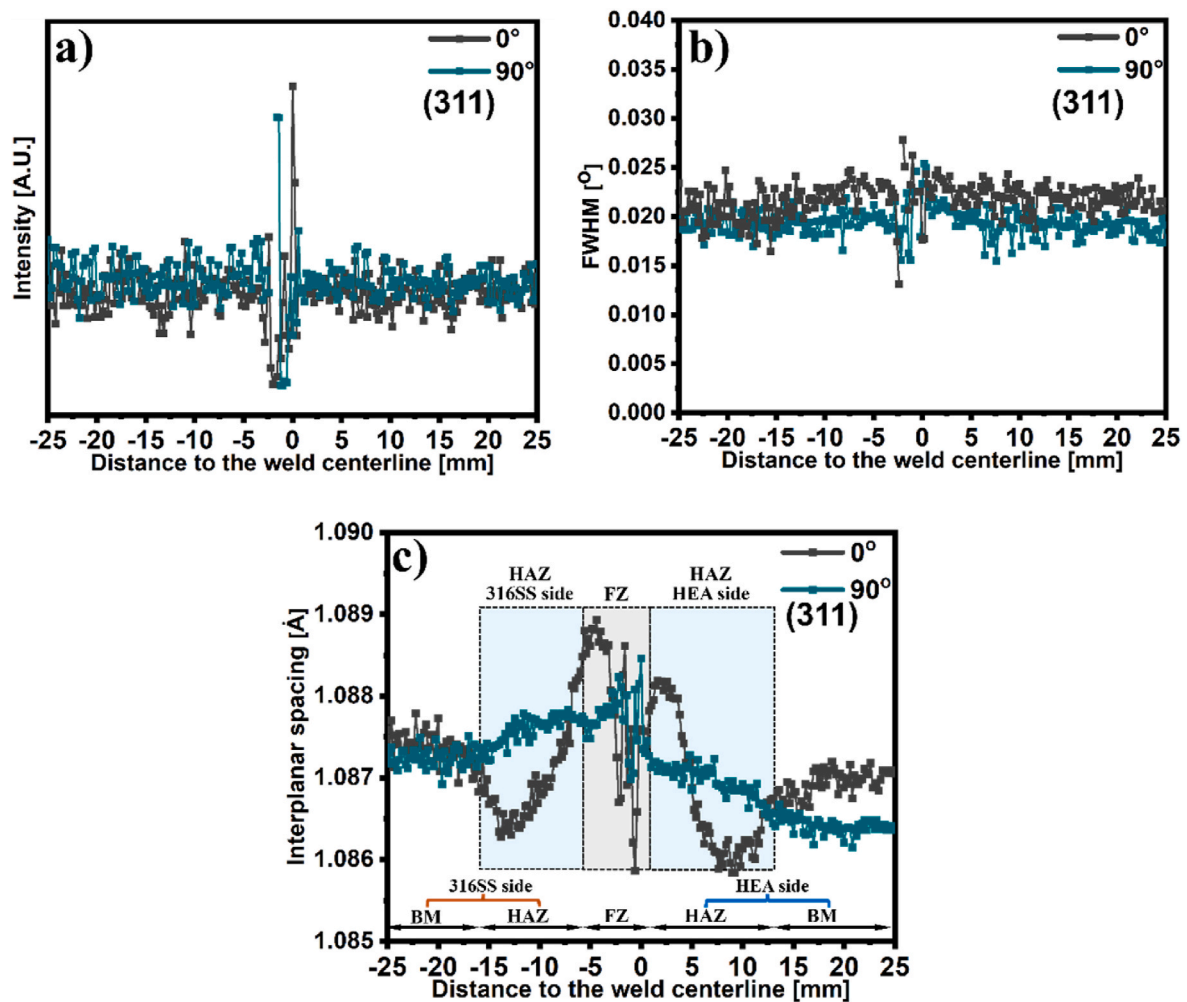 a)
0°
90°
(311)
Intensity [A.U.]
-25 -20 -15 -10 -5 0 5 10 15 20 25
Distance to the weld centerline [mm]
b)
0°
90°
(311)
FWHM [°]
0.040
0.035
0.030
0.025
0.020
0.015
0.010
0.005
0.000
-25 -20 -15 -10 -5 0 5 10 15 20 25
Distance to the weld centerline [mm]
c)
0°
90°
(311)
HAZ
316SS side
FZ
HAZ
HEA side
Interplanar spacing [Å]
1.090
1.089
1.088
1.087
1.086
1.085
316SS side
HEA side
BM HAZ FZ HAZ BM
-25 -20 -15 -10 -5 0 5 10 15 20 25
Distance to the weld centerline [mm]